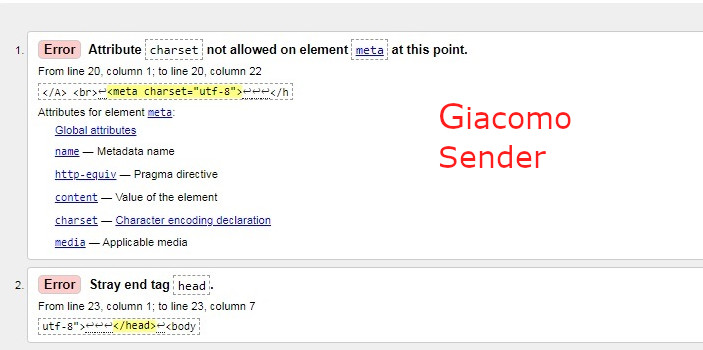 1. Error Attribute charset not allowed on element meta at this point.
From line 20, column 1; to line 20, column 22
</A> <br>↩<meta charset="utf-8">↩↩↩</h
Attributes for element meta:
Global attributes
name — Metadata name
http-equiv — Pragma directive
content — Value of the element
charset — Character encoding declaration
media — Applicable media
Giacomo
Sender
2. Error Stray end tag head.
From line 23, column 1; to line 23, column 7
utf-8">↩↩↩</head>↩<body